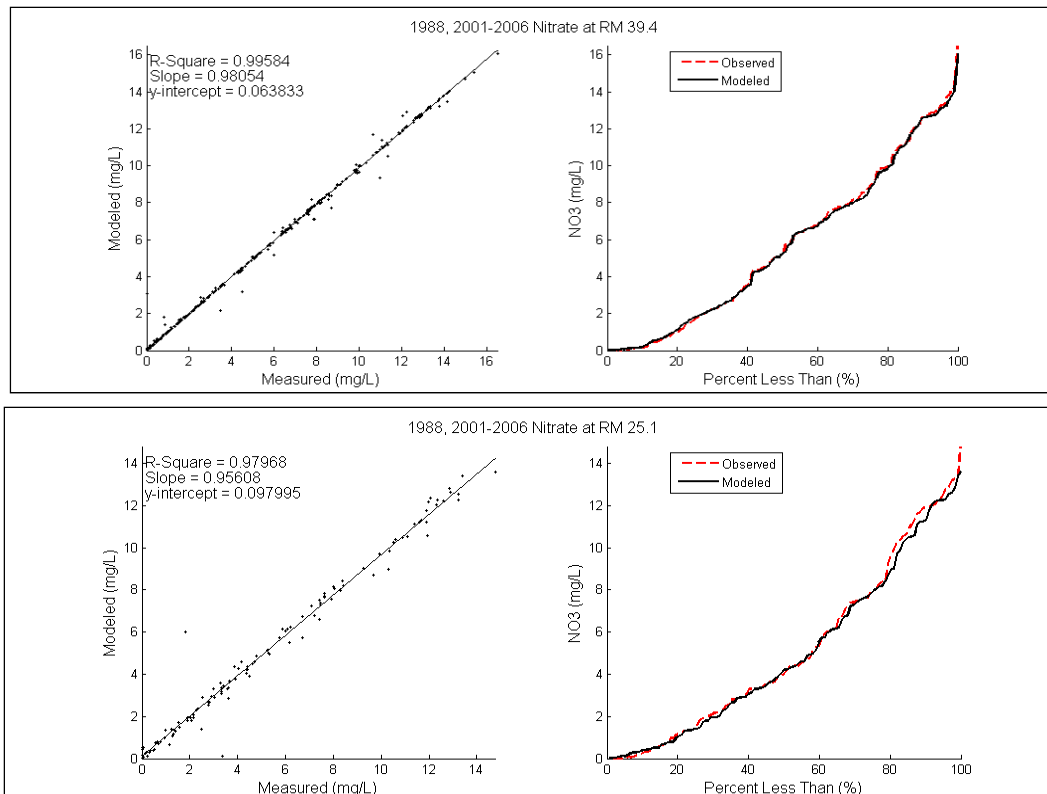 1988, 2001-2006 Nitrate at RM 39.4
R-Square = 0.99584
Slope = 0.98054
y-intercept = 0.063833
Modeled (mg/L)
16
14
12
10
8
6
4
2
0
0 2 4 6 8 10 12 14 16
Measured (mg/L)
Observed
Modeled
NO3 (mg/L)
16
14
12
10
8
6
4
2
0
0 20 40 60 80 100
Percent Less Than (%)
1988, 2001-2006 Nitrate at RM 25.1
R-Square = 0.97968
Slope = 0.95608
y-intercept = 0.097995
Modeled (mg/L)
14
12
10
8
6
4
2
0
0 2 4 6 8 10 12 14
Measured (mg/L)
Observed
Modeled
NO3 (mg/L)
14
12
10
8
6
4
2
0
0 20 40 60 80 100
Percent Less Than (%)